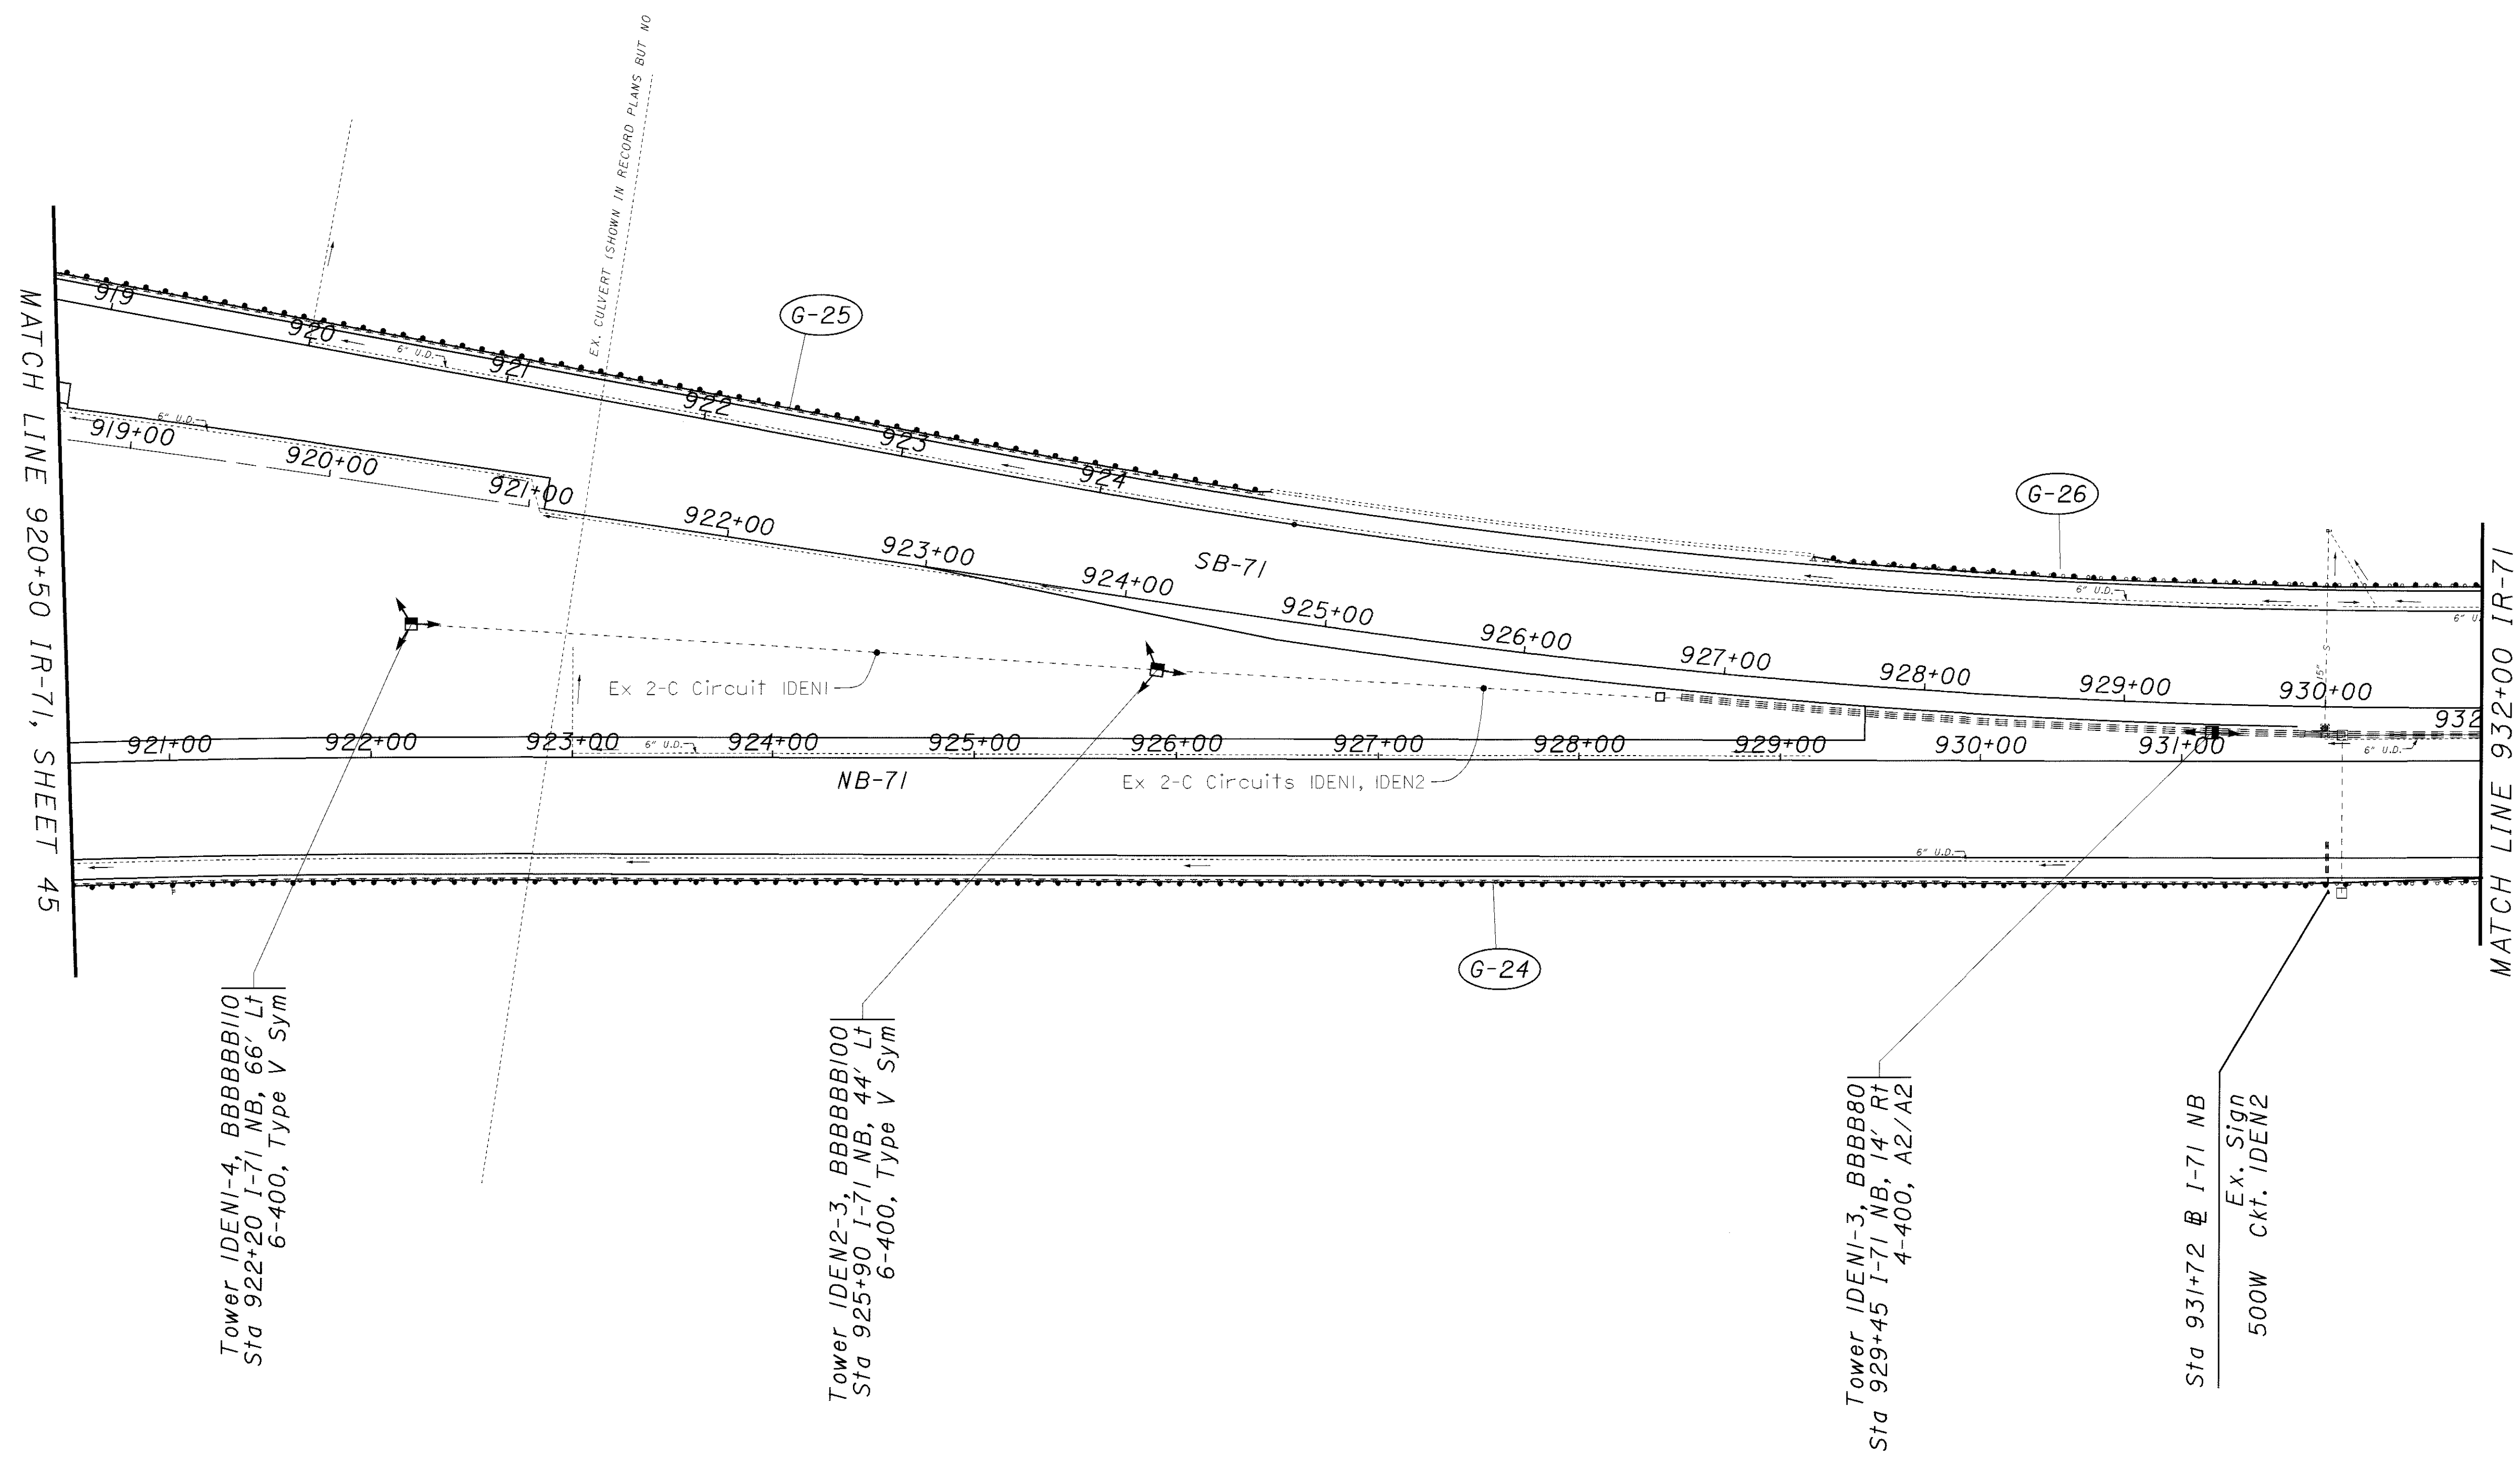 EX. CULVERT (SHOWN IN RECORD PLANS BUT NO
MATCH LINE 920+50 IR-71, SHEET 45
919
920
6" U.D.
921
922
923
924
G-25
G-26
6" U.D.
6" U.
6" U.D.
919+00
920+00
921+00
922+00
923+00
924+00
925+00
926+00
927+00
928+00
929+00
930+00
932
SB-71
15" S
Ex 2-C Circuit IDEN1
921+00
922+00
923+00
6" U.D.
924+00
925+00
926+00
927+00
928+00
929+00
930+00
931+00
6" U.D.
NB-71
Ex 2-C Circuits IDEN1, IDEN2
6" U.D.
G-24
MATCH LINE 932+00 IR-71
Tower IDEN1-4, BBBBBB110
Sta 922+20 I-71 NB, 66' Lt
6-400, Type V Sym
Tower IDEN2-3, BBBBBB100
Sta 925+90 I-71 NB, 44' Lt
6-400, Type V Sym
Tower IDEN1-3, BBBB80
Sta 929+45 I-71 NB, 14' Rt
4-400, A2/A2
Sta 931+72 I-71 NB
Ex. Sign
500W Ckt. IDEN2